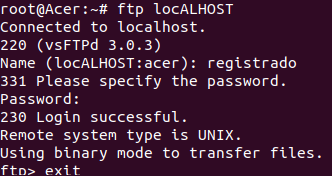 root@Acer:~# ftp locALHOST
Connected to localhost.
220 (vsFTPd 3.0.3)
Name (locALHOST:acer): registrado
331 Please specify the password.
Password:
230 Login successful.
Remote system type is UNIX.
Using binary mode to transfer files.
ftp> exit